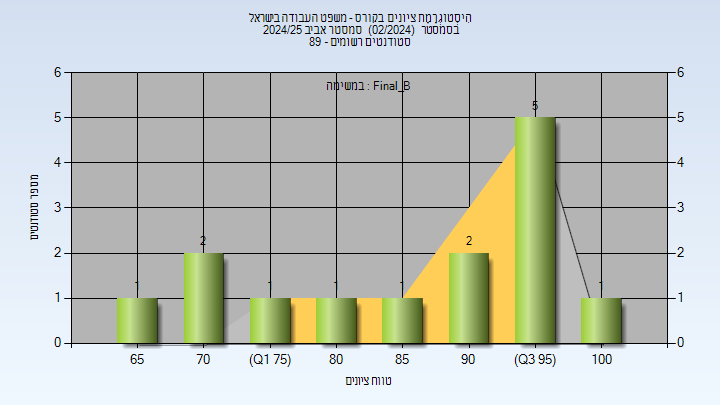 היסטוגרמת ציונים בקורס - משפט העבודה בישראל
בסמסטר (02/2024) סמסטר אביב 2024/25
סטודנטים רשומים - 89
במשימה : Final_B
מספר סטודנטים
6 6
5 5
4 4
3 3
2 2
1 1
0 0
1 2 1 1 1 2 5 1
65 70 (Q1 75) 80 85 90 (Q3 95) 100
טווח ציונים